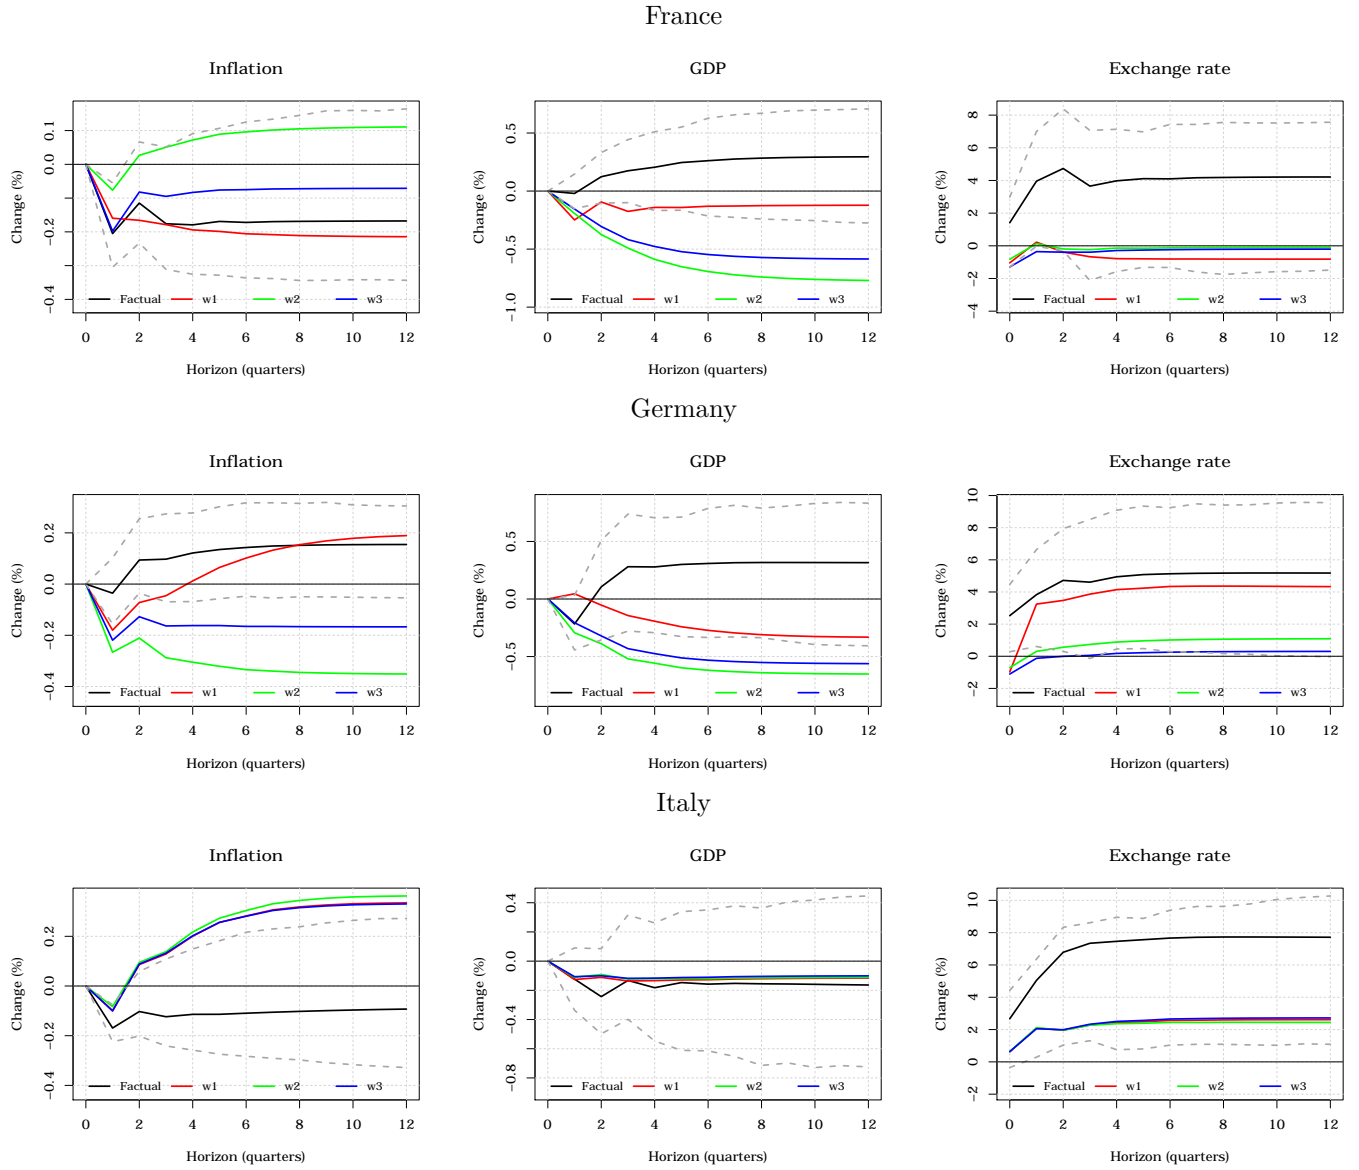 France
Inflation
GDP
Exchange rate
Change (%)
−0.4
−0.2
0.0
0.1
Factual
w1
w2
w3
0 2 4 6 8 10 12
Horizon (quarters)
Change (%)
−1.0
−0.5
0.0
0.5
Factual
w1
w2
w3
0 2 4 6 8 10 12
Horizon (quarters)
Change (%)
−4
−2
0
2
4
6
8
Factual
w1
w2
w3
0 2 4 6 8 10 12
Horizon (quarters)
Germany
Inflation
GDP
Exchange rate
Change (%)
−0.4
−0.2
0.0
0.2
Factual
w1
w2
w3
0 2 4 6 8 10 12
Horizon (quarters)
Change (%)
−0.5
0.0
0.5
Factual
w1
w2
w3
0 2 4 6 8 10 12
Horizon (quarters)
Change (%)
−2
0
2
4
6
8
10
Factual
w1
w2
w3
0 2 4 6 8 10 12
Horizon (quarters)
Italy
Inflation
GDP
Exchange rate
Change (%)
−0.4
−0.2
0.0
0.2
Factual
w1
w2
w3
0 2 4 6 8 10 12
Horizon (quarters)
Change (%)
−0.8
−0.4
0.0
0.4
Factual
w1
w2
w3
0 2 4 6 8 10 12
Horizon (quarters)
Change (%)
−2
0
2
4
6
8
10
Factual
w1
w2
w3
0 2 4 6 8 10 12
Horizon (quarters)